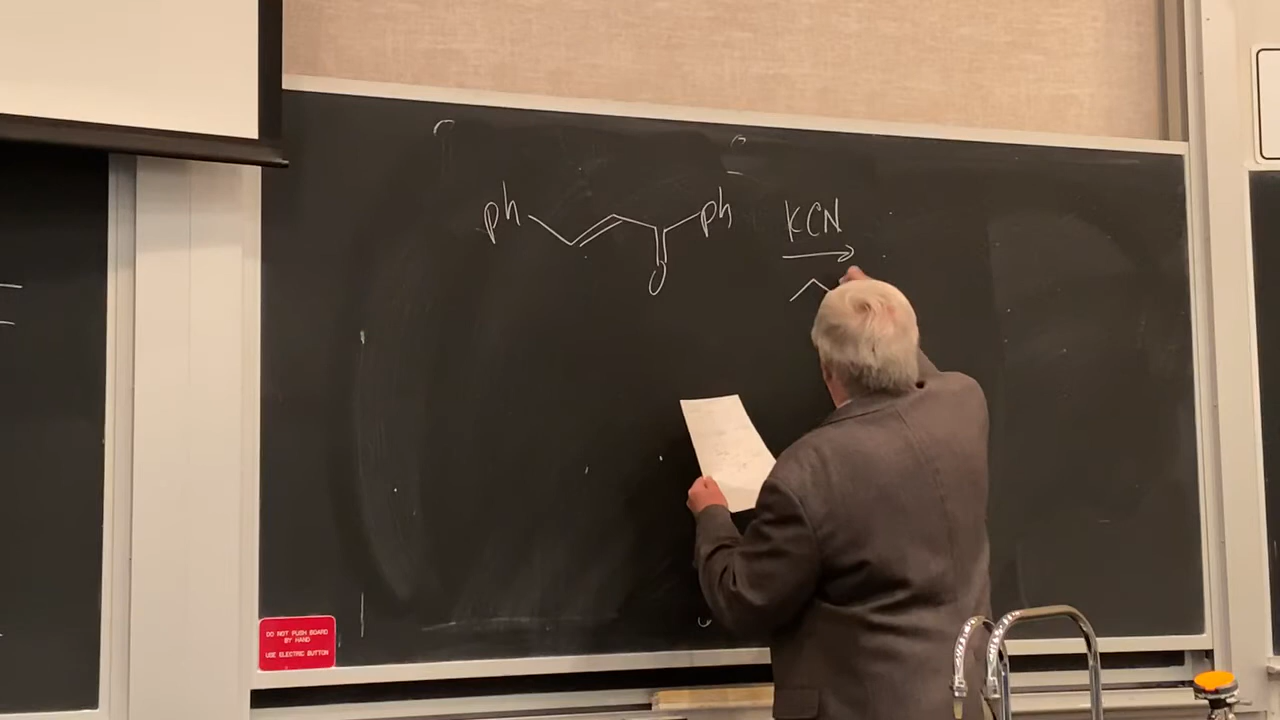 Ph Ph KCN
O
DO NOT PUSH BOARD
BY HAND
USE ELECTRIC BUTTON